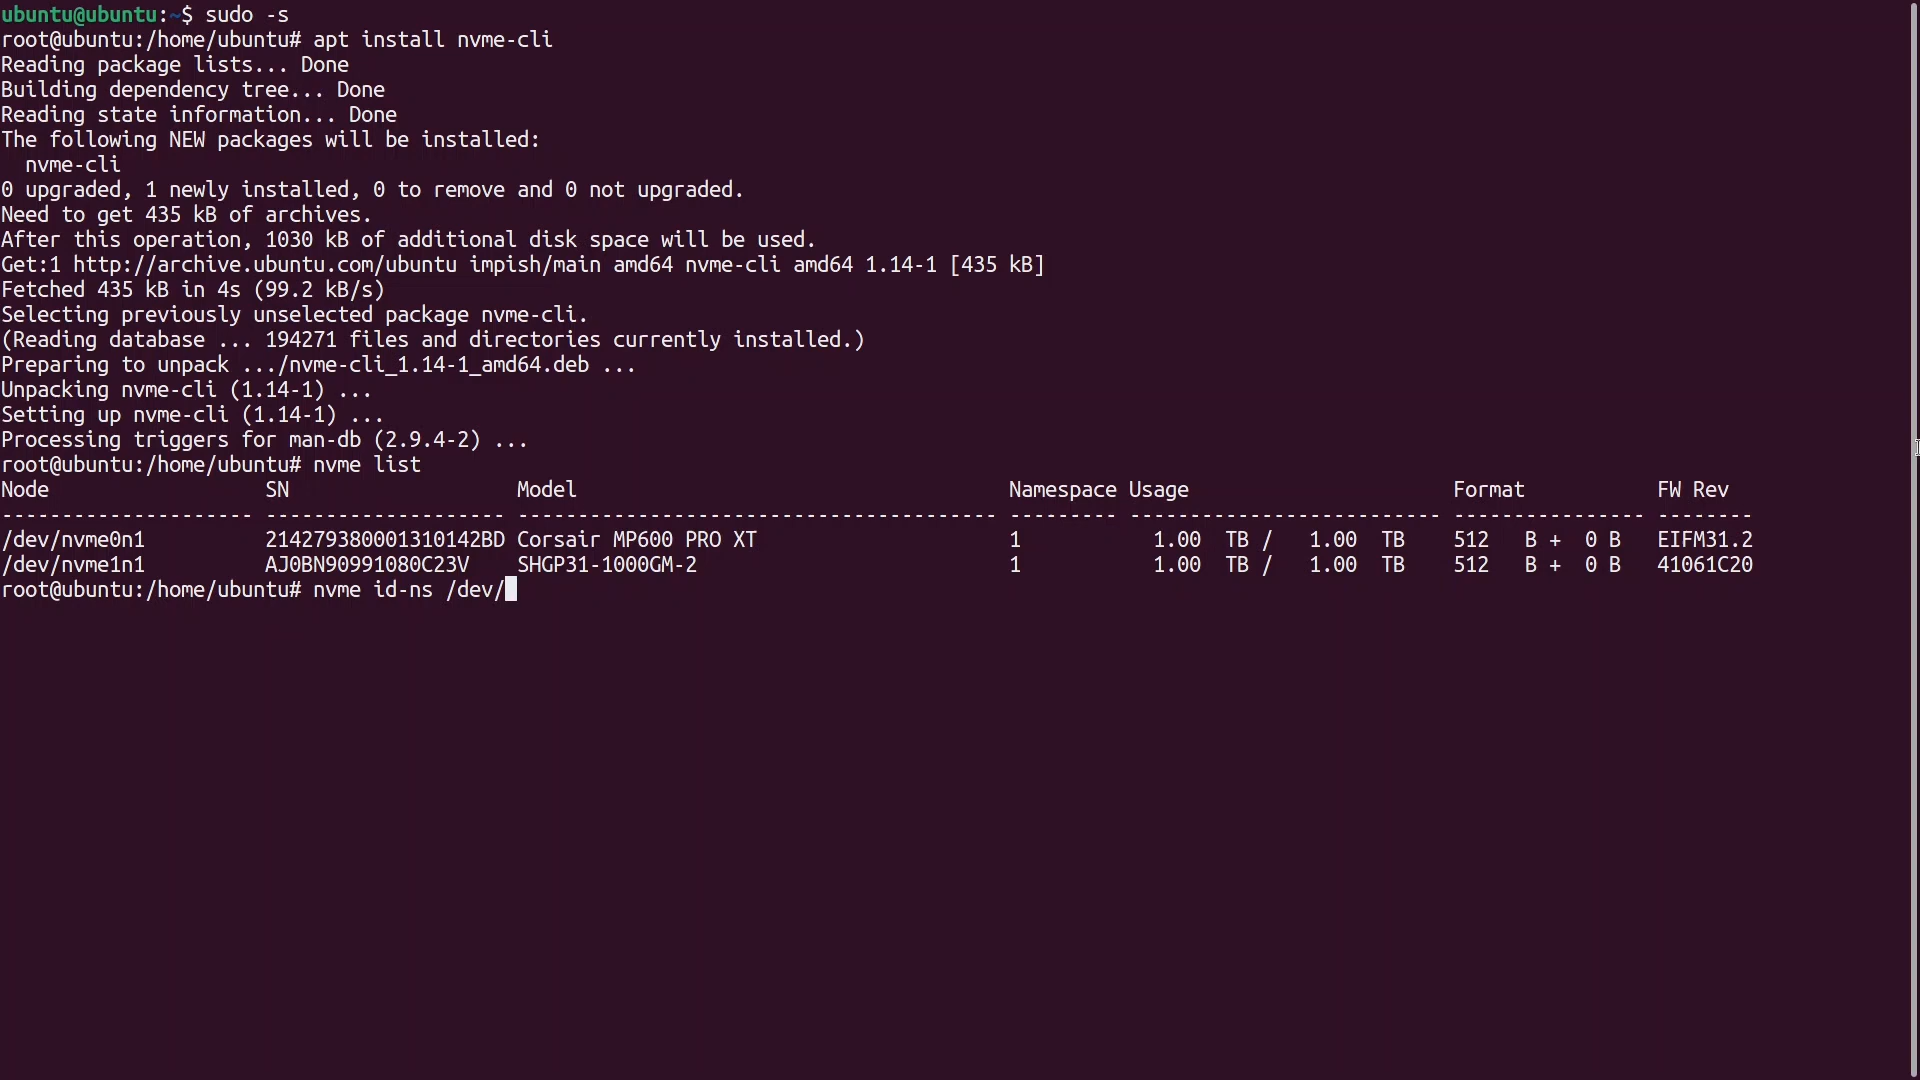 ubuntu@ubuntu:~$ sudo -s
root@ubuntu:/home/ubuntu# apt install nvme-cli
Reading package lists... Done
Building dependency tree... Done
Reading state information... Done
The following NEW packages will be installed:
  nvme-cli
0 upgraded, 1 newly installed, 0 to remove and 0 not upgraded.
Need to get 435 kB of archives.
After this operation, 1030 kB of additional disk space will be used.
Get:1 http://archive.ubuntu.com/ubuntu impish/main amd64 nvme-cli amd64 1.14-1 [435 kB]
Fetched 435 kB in 4s (99.2 kB/s)
Selecting previously unselected package nvme-cli.
(Reading database ... 194271 files and directories currently installed.)
Preparing to unpack .../nvme-cli_1.14-1_amd64.deb ...
Unpacking nvme-cli (1.14-1) ...
Setting up nvme-cli (1.14-1) ...
Processing triggers for man-db (2.9.4-2) ...
root@ubuntu:/home/ubuntu# nvme list
Node                  SN                   Model                                    Namespace Usage                      Format           FW Rev
--------------------- -------------------- ---------------------------------------- --------- -------------------------- ---------------- --------
/dev/nvme0n1          214279380001310142BD Corsair MP600 PRO XT                     1           1.00  TB /   1.00  TB    512   B +  0 B   EIFM31.2
/dev/nvme1n1          AJ0BN90991080C23V    SHGP31-1000GM-2                          1           1.00  TB /   1.00  TB    512   B +  0 B   41061C20
root@ubuntu:/home/ubuntu# nvme id-ns /dev/